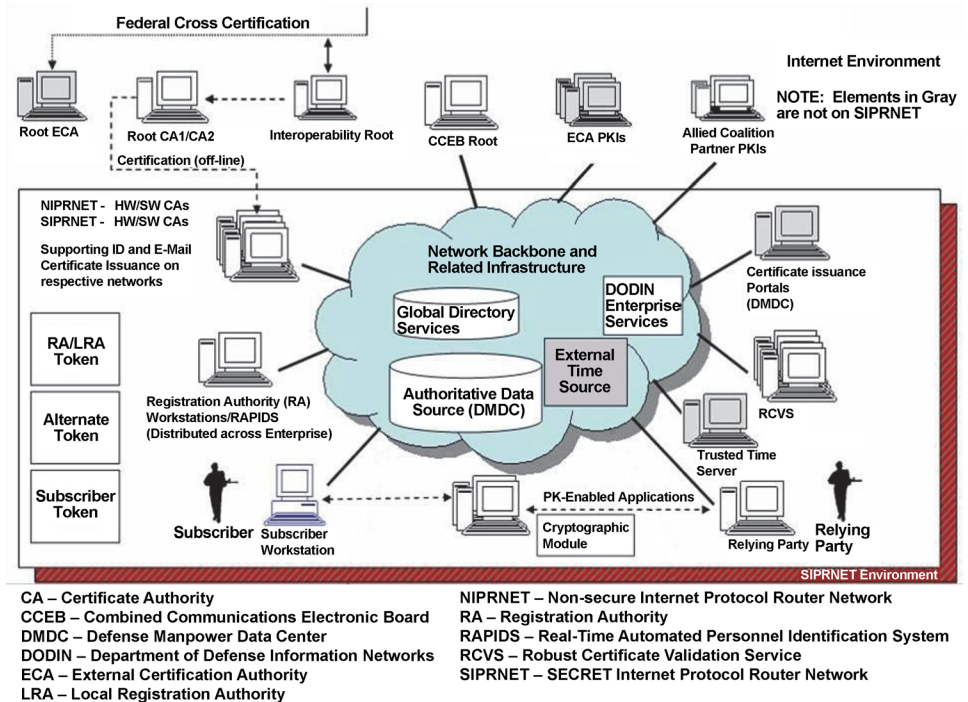 Federal Cross Certification
Internet Environment
NOTE: Elements in Gray
are not on SIPRNET
Root ECA
Root CA1/CA2
Interoperability Root
CCEB Root
ECA PKIs
Allied Coalition
Partner PKIs
Certification (off-line)
NIPRNET - HW/SW CAs
SIPRNET - HW/SW CAs
Supporting ID and E-Mail
Certificate Issuance on
respective networks
Network Backbone and
Related Infrastructure
Certificate issuance
Portals
(DMDC)
DODIN
Enterprise
Services
Global Directory
Services
RA/LRA
Token
External
Time
Source
Authoritative Data
Source (DMDC)
Registration Authority (RA)
Workstations/RAPIDS
(Distributed across Enterprise)
RCVS
Alternate
Token
Trusted Time
Server
Subscriber
Token
Subscriber
Subscriber
Workstation
PK-Enabled Applications
Cryptographic
Module
Relying Party
Relying
Party
SIPRNET Environment
CA – Certificate Authority
CCEB – Combined Communications Electronic Board
DMDC – Defense Manpower Data Center
DODIN – Department of Defense Information Networks
ECA – External Certification Authority
LRA – Local Registration Authority
NIPRNET – Non-secure Internet Protocol Router Network
RA – Registration Authority
RAPIDS – Real-Time Automated Personnel Identification System
RCVS – Robust Certificate Validation Service
SIPRNET – SECRET Internet Protocol Router Network